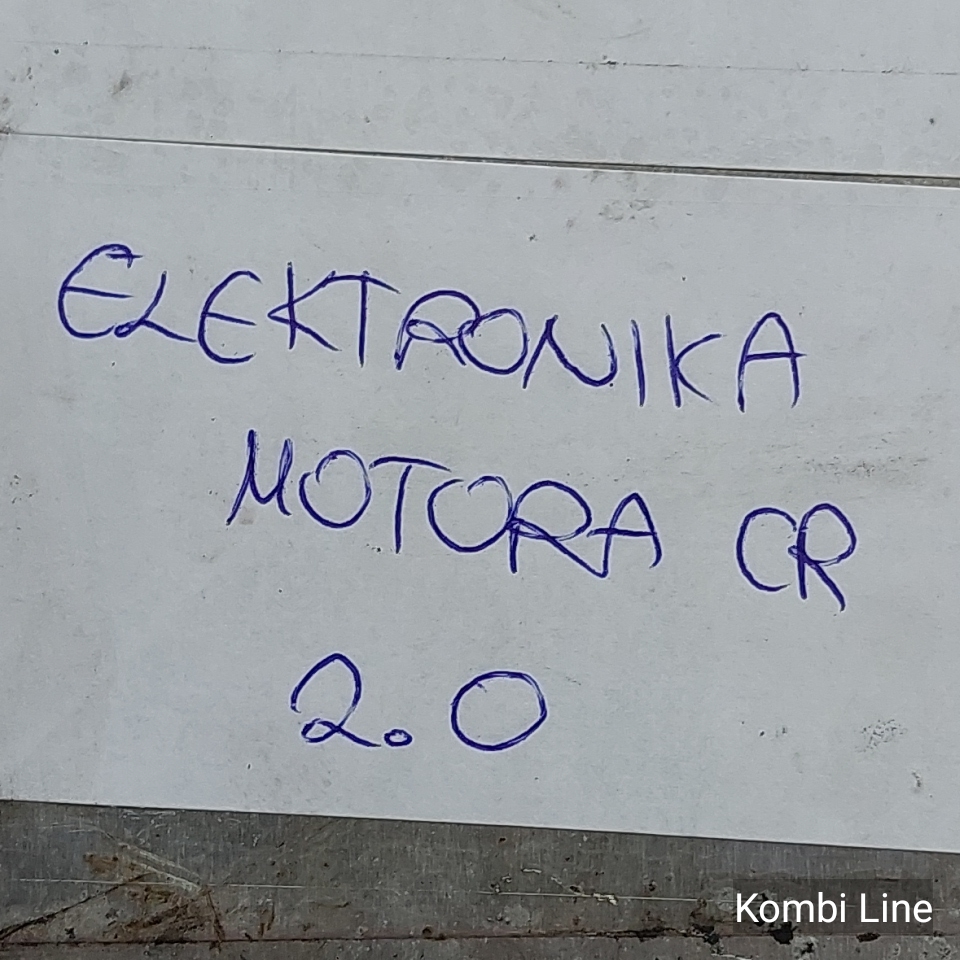 ELEKTRONIKA
MOTORA CR
2.0
Kombi Line